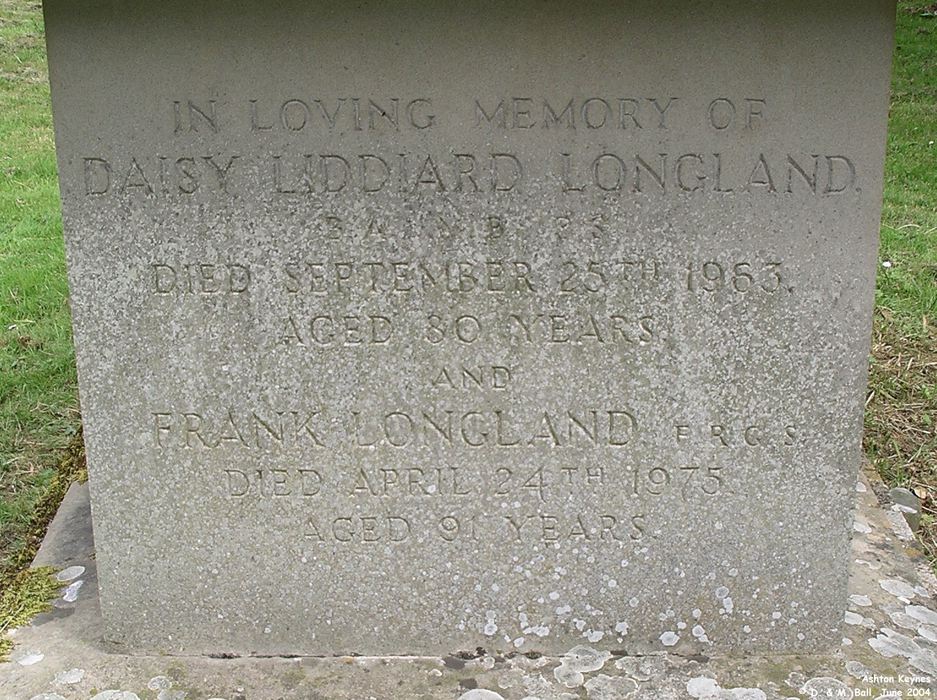 IN LOVING MEMORY OF
DAISY LIDDIARD LONGLAND,
DIED SEPTEMBER 25TH 1963.
AGED 80 YEARS.
AND
FRANK LONGLAND F.R.C.S.
DIED APRIL 24TH 1975.
AGED 91 YEARS.
Ashton Keynes
D. & M. Ball, June 2004